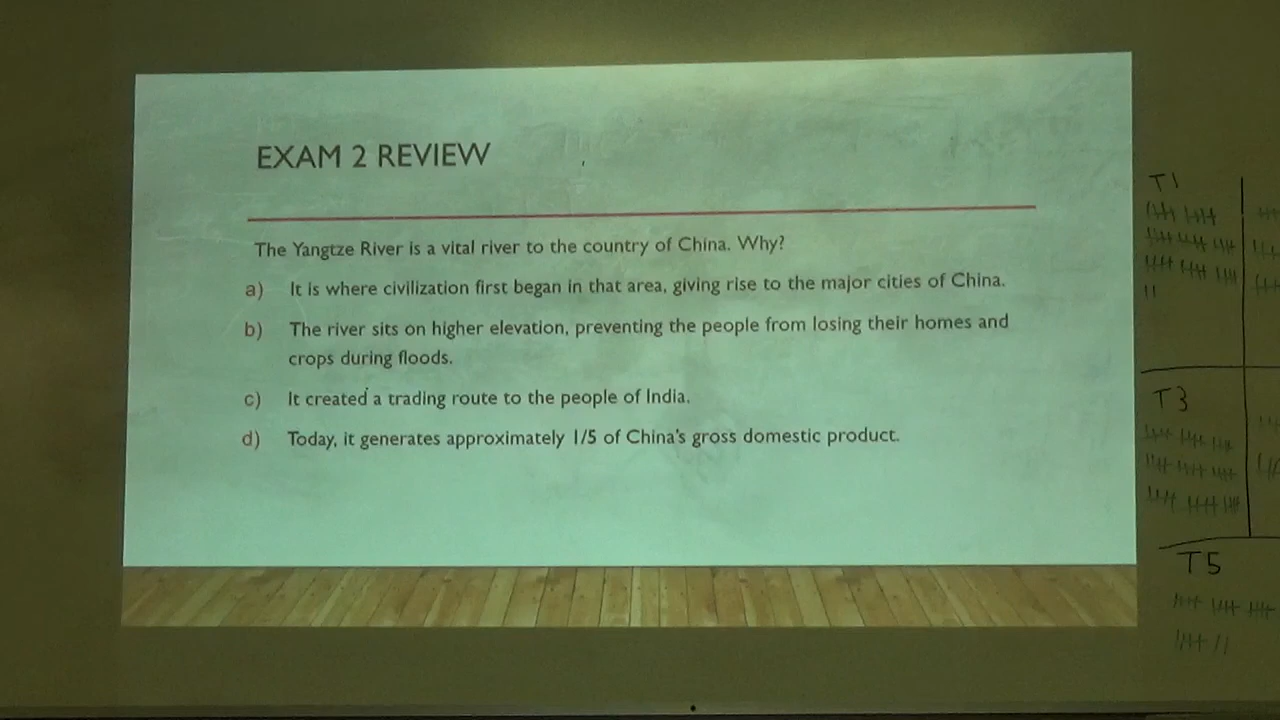 EXAM 2 REVIEW
The Yangtze River is a vital river to the country of China. Why?
a) It is where civilization first began in that area, giving rise to the major cities of China.
b) The river sits on higher elevation, preventing the people from losing their homes and
crops during floods.
c) It created a trading route to the people of India.
d) Today, it generates approximately 1/5 of China's gross domestic product.
T1
T3
T5